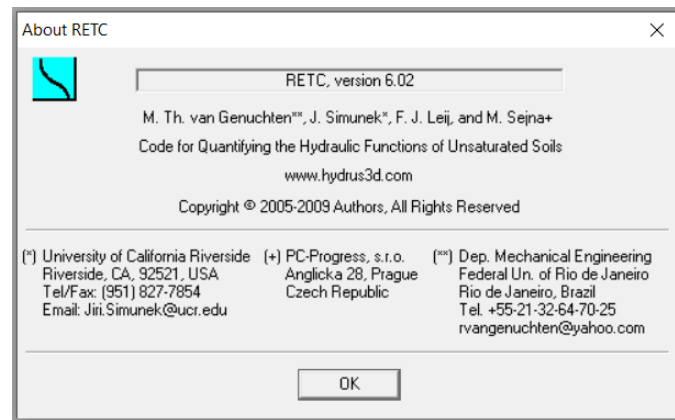 About RETC
RETC, version 6.02
M. Th. van Genuchten**, J. Simunek*, F. J. Leij, and M. Sejna+
Code for Quantifying the Hydraulic Functions of Unsaturated Soils
www.hydrus3d.com
Copyright © 2005-2009 Authors, All Rights Reserved
(*) University of California Riverside
Riverside, CA, 92521, USA
Tel/Fax: (951) 827-7854
Email: Jiri.Simunek@ucr.edu
(+) PC-Progress, s.r.o.
Anglicka 28, Prague
Czech Republic
(**) Dep. Mechanical Engineering
Federal Un. of Rio de Janeiro
Rio de Janeiro, Brazil
Tel. +55-21-32-64-70-25
rvangenuchten@yahoo.com
OK